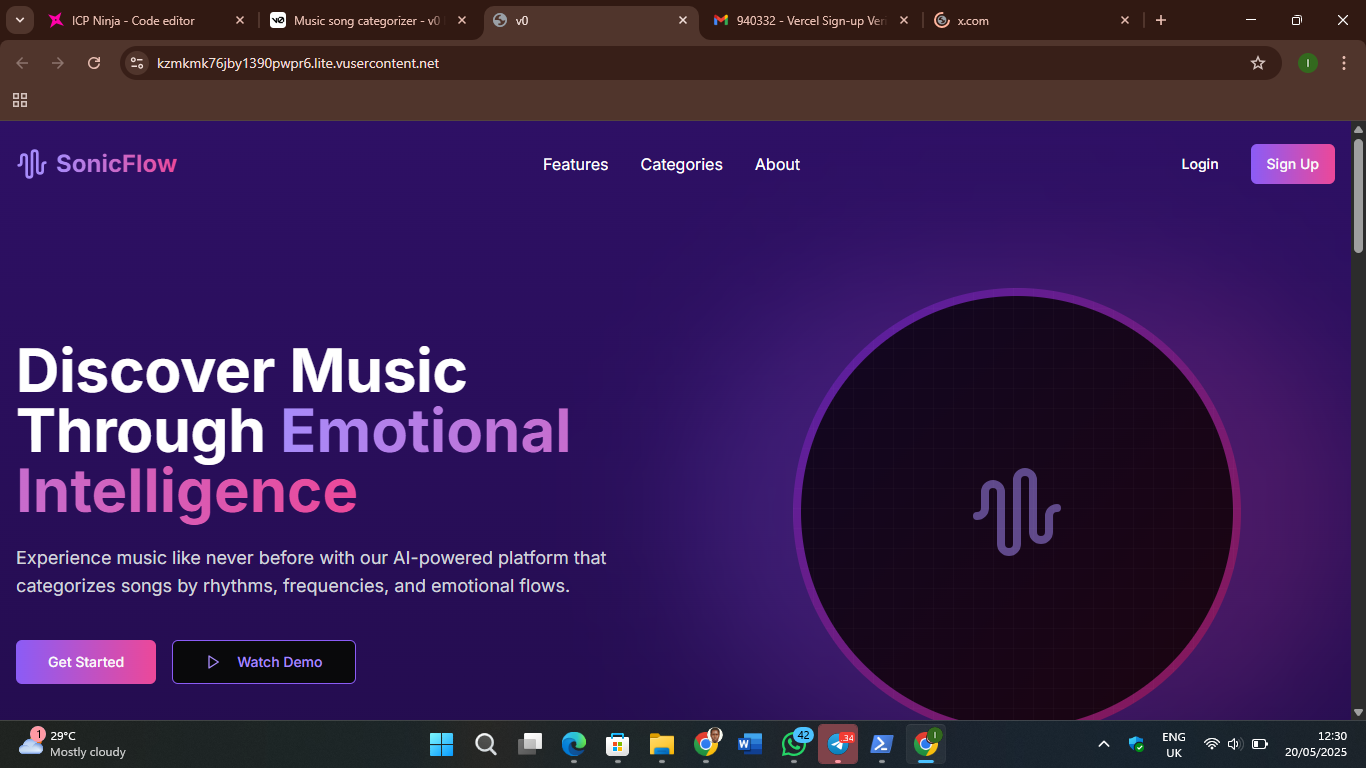 ICP Ninja - Code editor
v0
Music song categorizer - v0
v0
940332 - Vercel Sign-up Veri
x.com
kzmkmk76jby1390pwpr6.lite.vusercontent.net
I
SonicFlow
Features
Categories
About
Login
Sign Up
Discover Music
Through Emotional
Intelligence
Experience music like never before with our AI-powered platform that
categorizes songs by rhythms, frequencies, and emotional flows.
Get Started
Watch Demo
1
29°C
Mostly cloudy
W
42
34
I
ENG
UK
12:30
20/05/2025